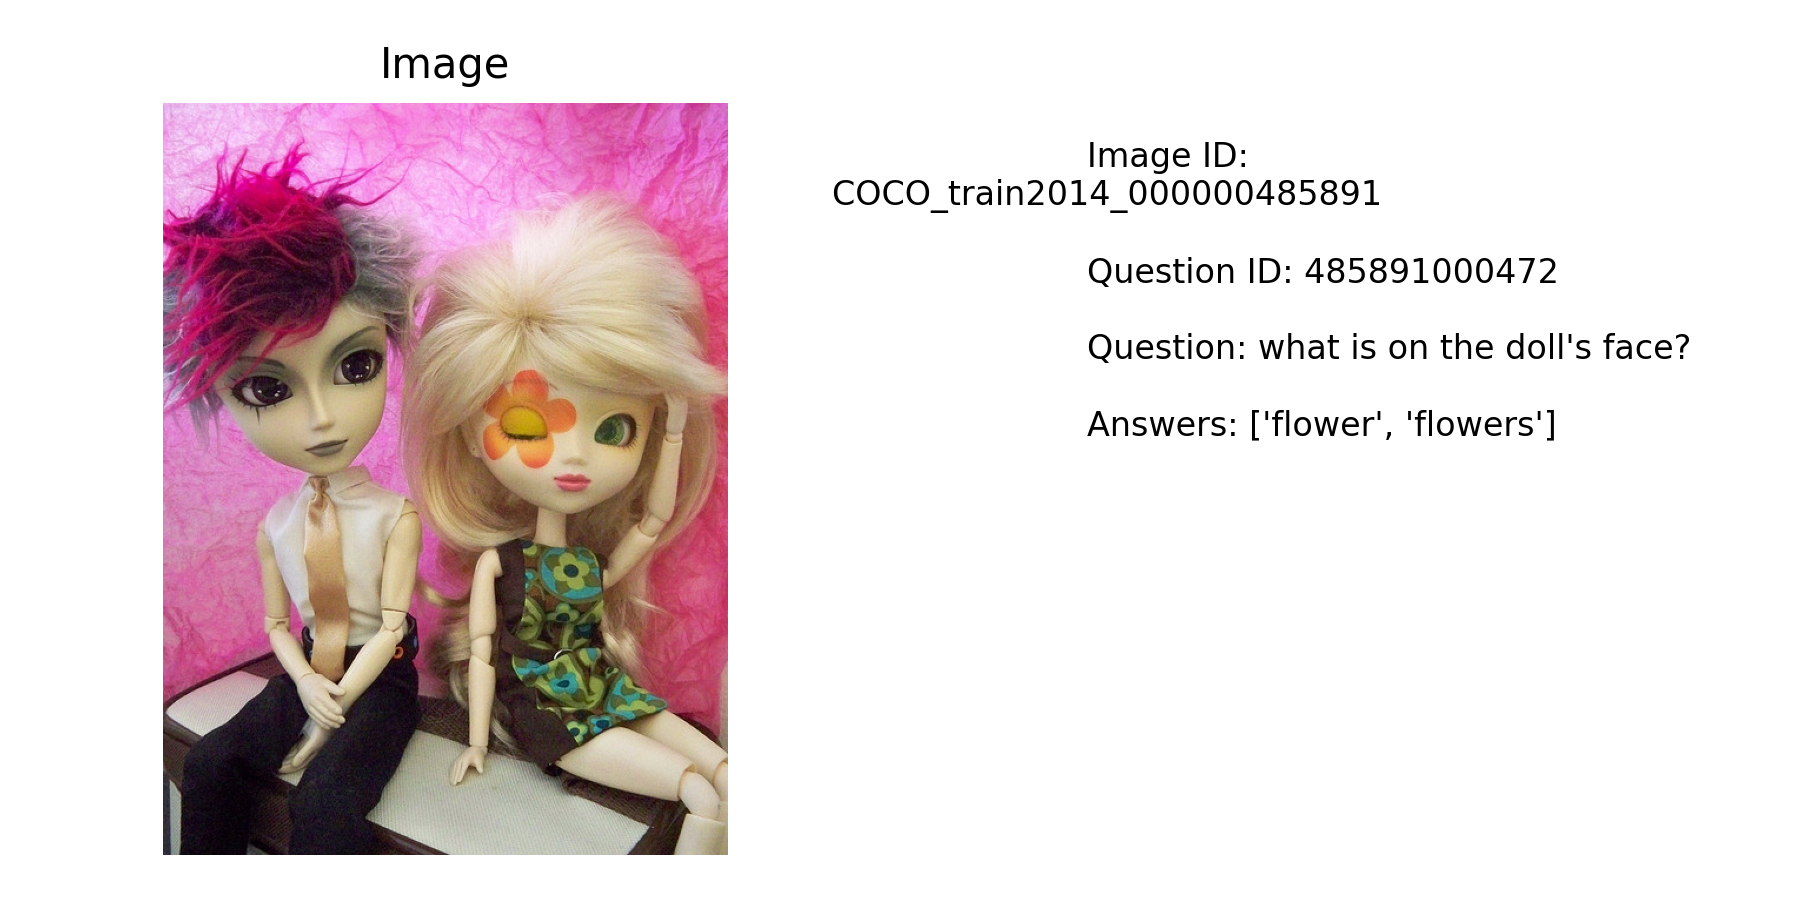 Image
Image ID:
COCO_train2014_000000485891
Question ID: 485891000472
Question: what is on the doll's face?
Answers: ['flower', 'flowers']